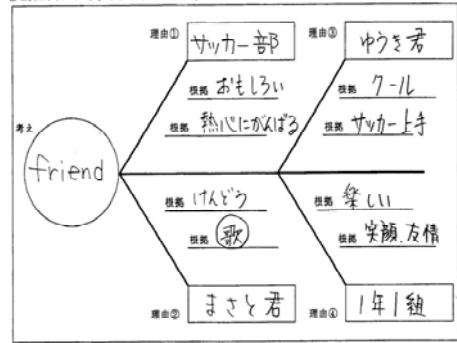 理由① サッカー部
根拠 おもしろい
根拠 熱心にがんばる
理由③ ゆうき君
根拠 クール
根拠 サッカー上手
考え
friend
根拠 けんどう
根拠 歌
理由② まさと君
根拠 楽しい
根拠 笑顔、友情
理由④ 1年1組